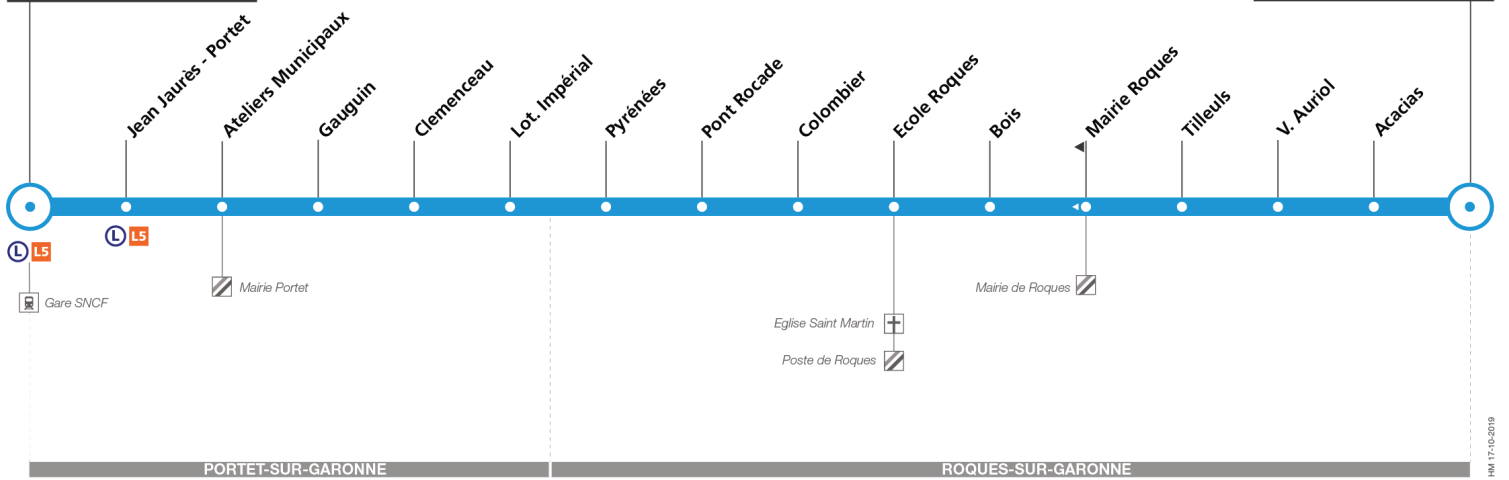 Jean Jaurès - Portet
Ateliers Municipaux
Gauguin
Clemenceau
Lot. Impérial
Pyrénées
Pont Rocade
Colombier
Ecole Roques
Bois
Mairie Roques
Tilleuls
V. Auriol
Acacias
L L5
L L5
Gare SNCF
Mairie Portet
Eglise Saint Martin
Poste de Roques
Mairie de Roques
PORTET-SUR-GARONNE
ROQUES-SUR-GARONNE
HM 17-10-2019